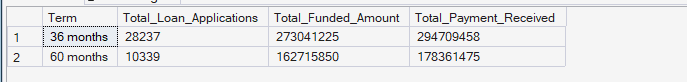 Term Total_Loan_Applications Total_Funded_Amount Total_Payment_Received
1 36 months 28237 273041225 294709458
2 60 months 10339 162715850 178361475